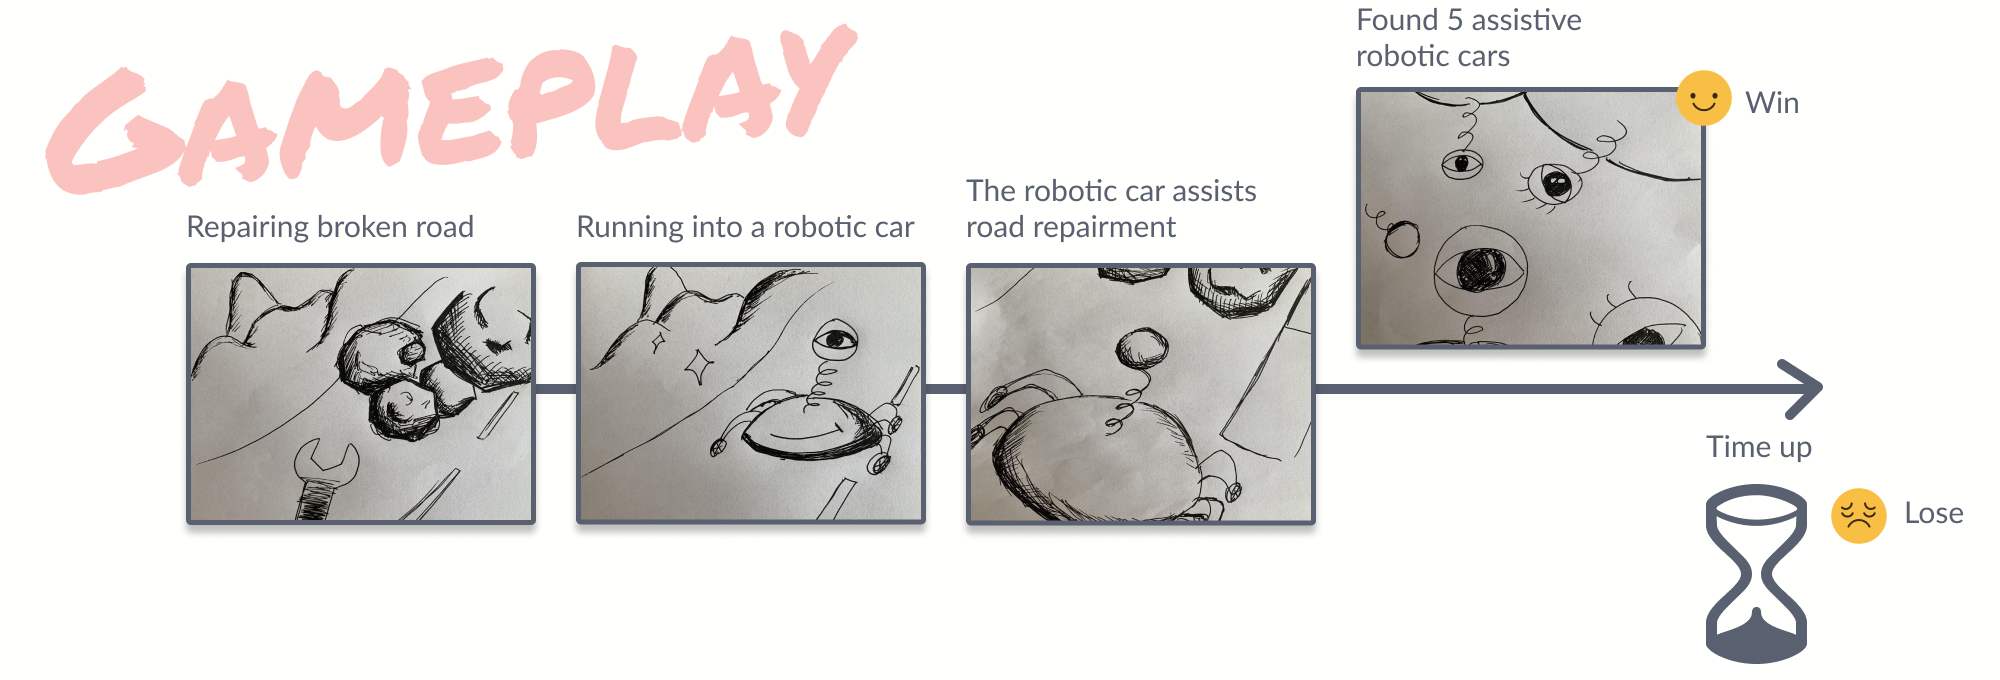 GAMEPLAY
Repairing broken road
Running into a robotic car
The robotic car assists
road repairment
Found 5 assistive
robotic cars
Win
Time up
Lose